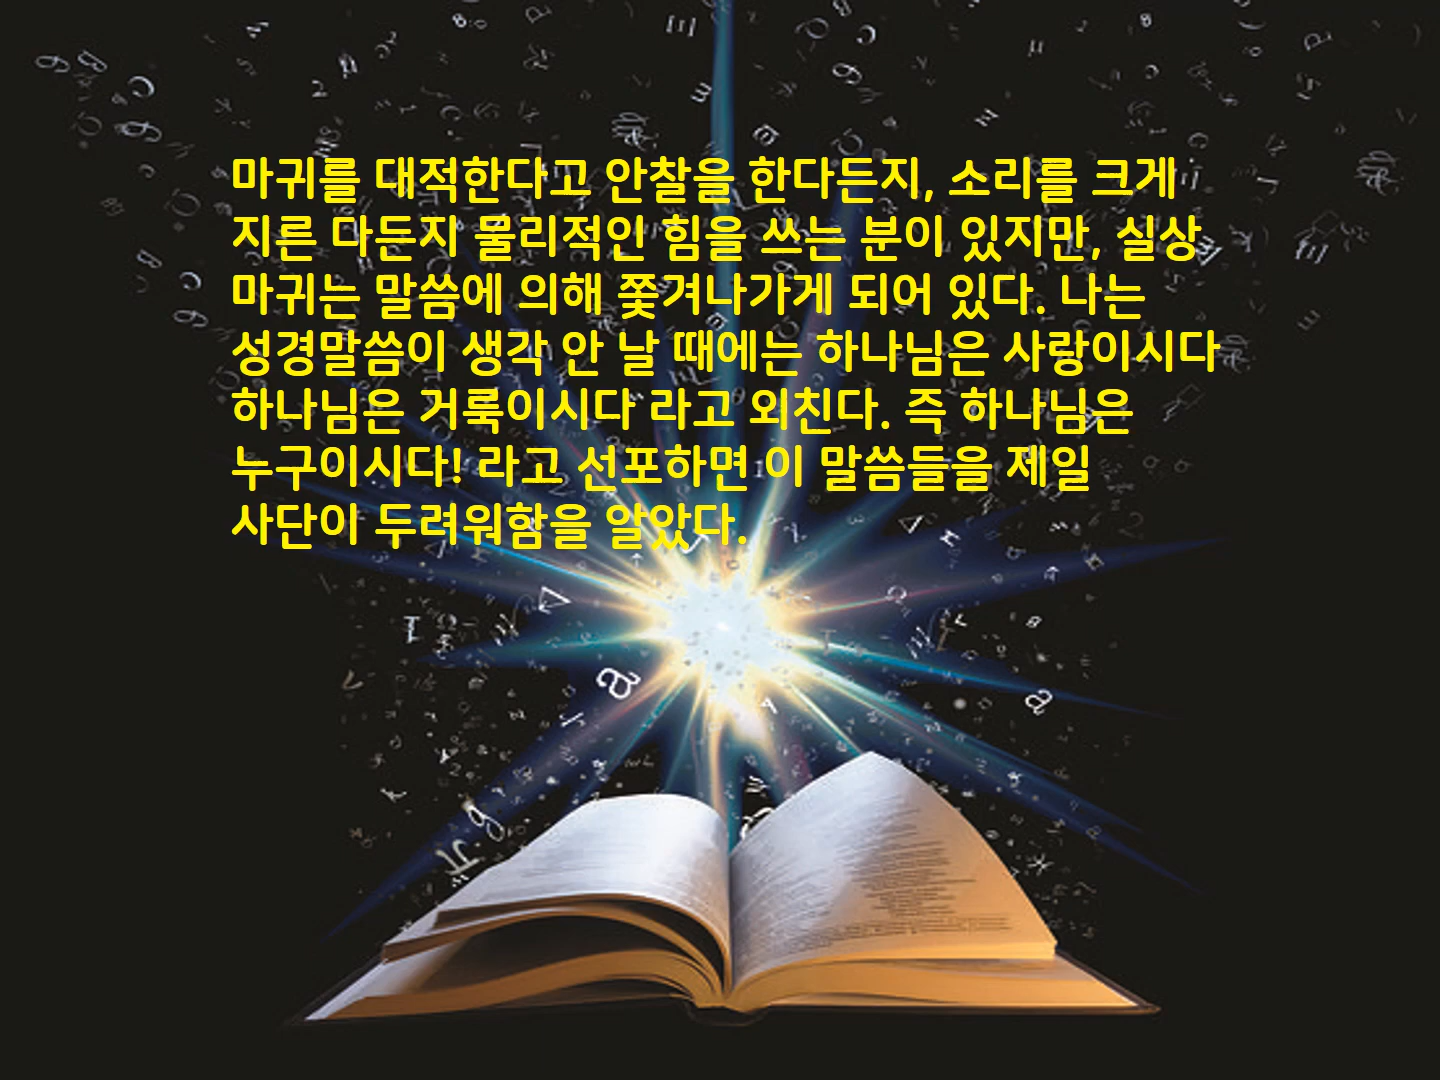 마귀를 대적한다고 안찰을 한다든지, 소리를 크게
지른 다든지 물리적인 힘을 쓰는 분이 있지만, 실상
마귀는 말씀에 의해 쫓겨나가게 되어 있다. 나는
성경말씀이 생각 안 날 때에는 하나님은 사랑이시다
하나님은 거룩이시다 라고 외친다. 즉 하나님은
누구이시다! 라고 선포하면 이 말씀들을 제일
사단이 두려워함을 알았다.